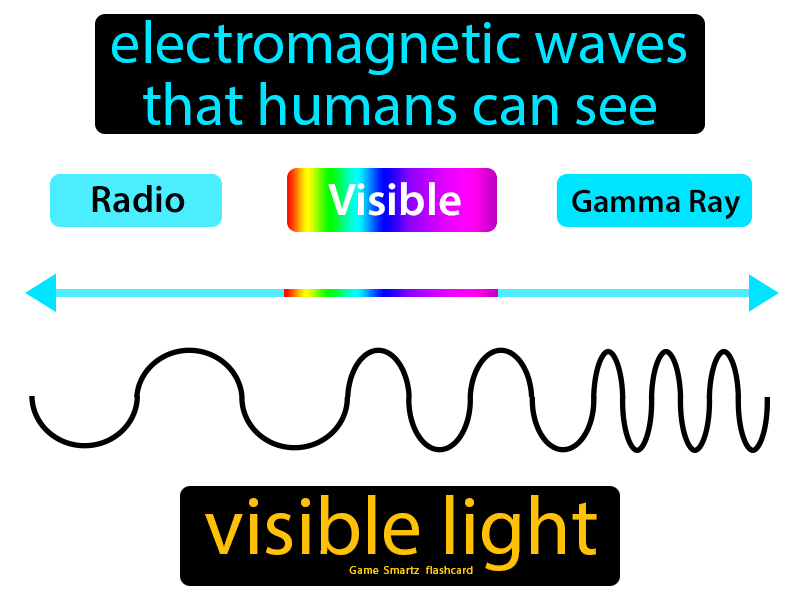 electromagnetic waves
that humans can see
Radio
Visible
Gamma Ray
visible light
Game Smartz flashcard